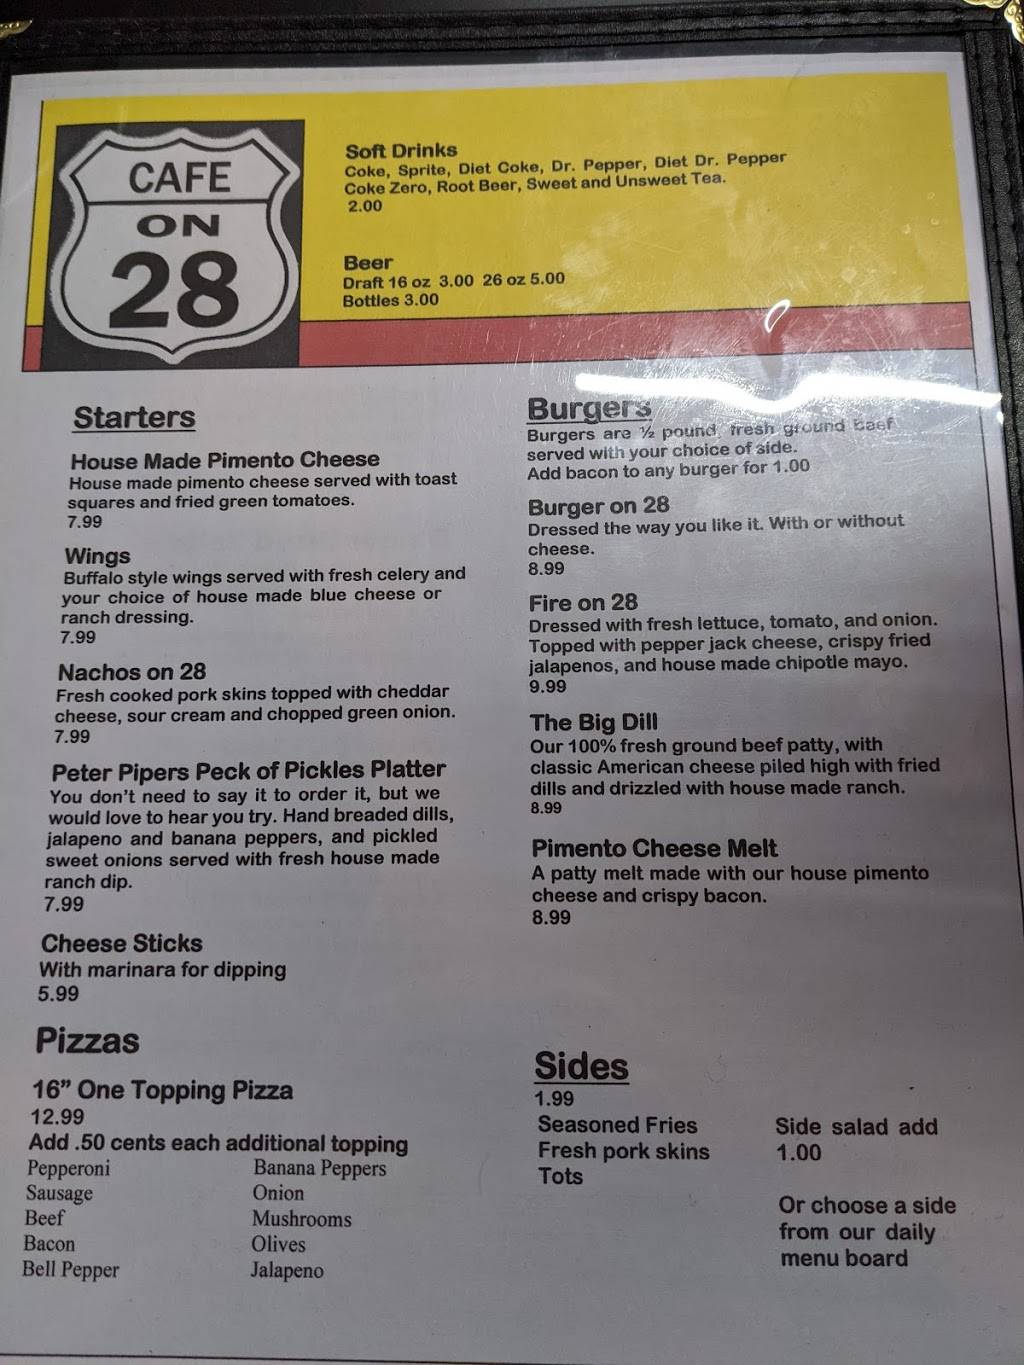 CAFE
ON
28
Soft Drinks
Coke, Sprite, Diet Coke, Dr. Pepper, Diet Dr. Pepper
Coke Zero, Root Beer, Sweet and Unsweet Tea.
2.00
Beer
Draft 16 oz 3.00 26 oz 5.00
Bottles 3.00
Starters
House Made Pimento Cheese
House made pimento cheese served with toast
squares and fried green tomatoes.
7.99
Wings
Buffalo style wings served with fresh celery and
your choice of house made blue cheese or
ranch dressing.
7.99
Nachos on 28
Fresh cooked pork skins topped with cheddar
cheese, sour cream and chopped green onion.
7.99
Peter Pipers Peck of Pickles Platter
You don't need to say it to order it, but we
would love to hear you try. Hand breaded dills,
jalapeno and banana peppers, and pickled
sweet onions served with fresh house made
ranch dip.
7.99
Cheese Sticks
With marinara for dipping
5.99
Pizzas
16” One Topping Pizza
12.99
Add .50 cents each additional topping
Pepperoni
Sausage
Beef
Bacon
Bell Pepper
Banana Peppers
Onion
Mushrooms
Olives
Jalapeno
Burgers
Burgers are ½ pound, fresh ground beef
served with your choice of side.
Add bacon to any burger for 1.00
Burger on 28
Dressed the way you like it. With or without
cheese.
8.99
Fire on 28
Dressed with fresh lettuce, tomato, and onion.
Topped with pepper jack cheese, crispy fried
jalapenos, and house made chipotle mayo.
9.99
The Big Dill
Our 100% fresh ground beef patty, with
classic American cheese piled high with fried
dills and drizzled with house made ranch.
8.99
Pimento Cheese Melt
A patty melt made with our house pimento
cheese and crispy bacon.
8.99
Sides
1.99
Seasoned Fries
Fresh pork skins
Tots
Side salad add
1.00
Or choose a side
from our daily
menu board